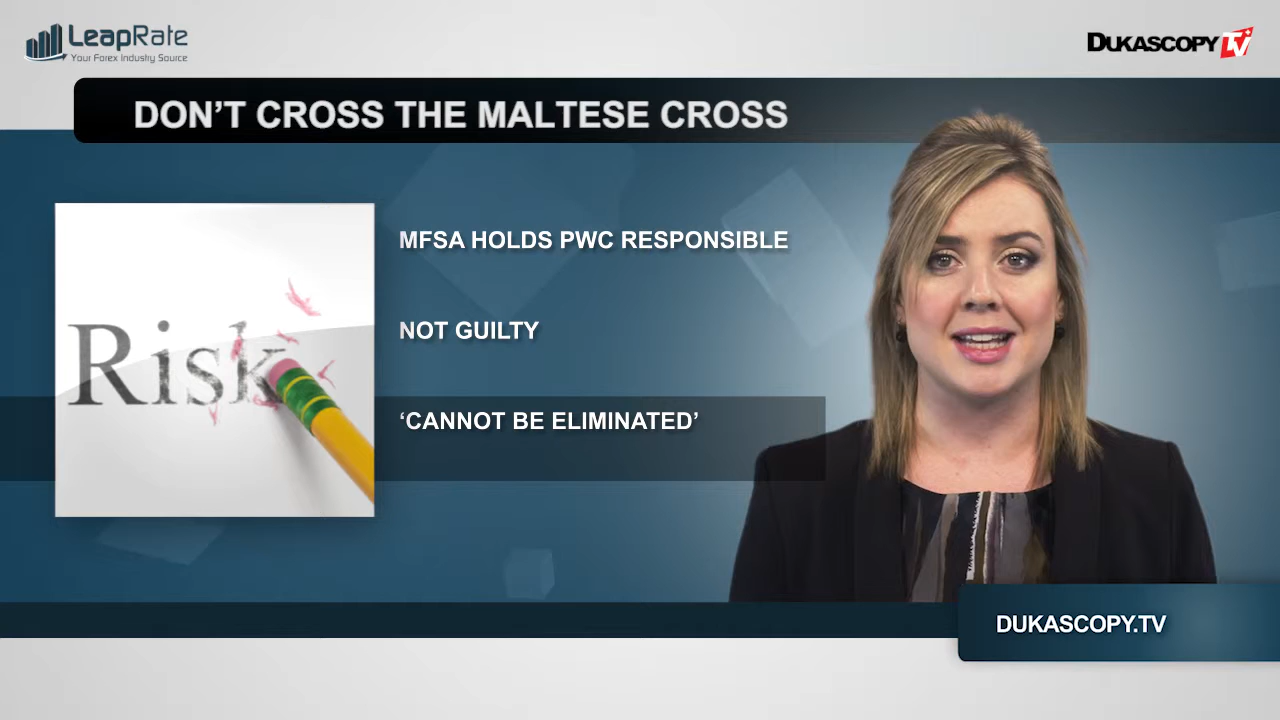 LeapRate
Your Forex Industry Source
DUKASCOPY TV
DON’T CROSS THE MALTESE CROSS
MFSA HOLDS PWC RESPONSIBLE
NOT GUILTY
Risk
‘CANNOT BE ELIMINATED’
DUKASCOPY.TV